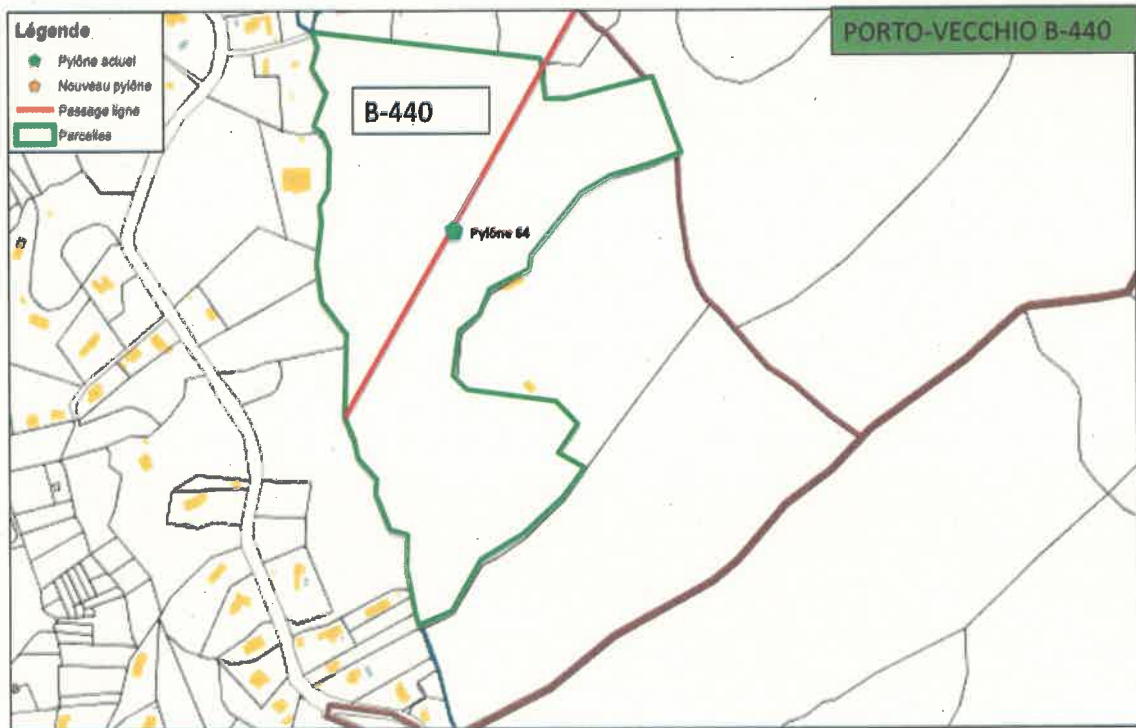 Légende
Pylône actuel
Nouveau pylône
Passage ligne
Parcelles
PORTO-VECCHIO B-440
B-440
Pylône 64